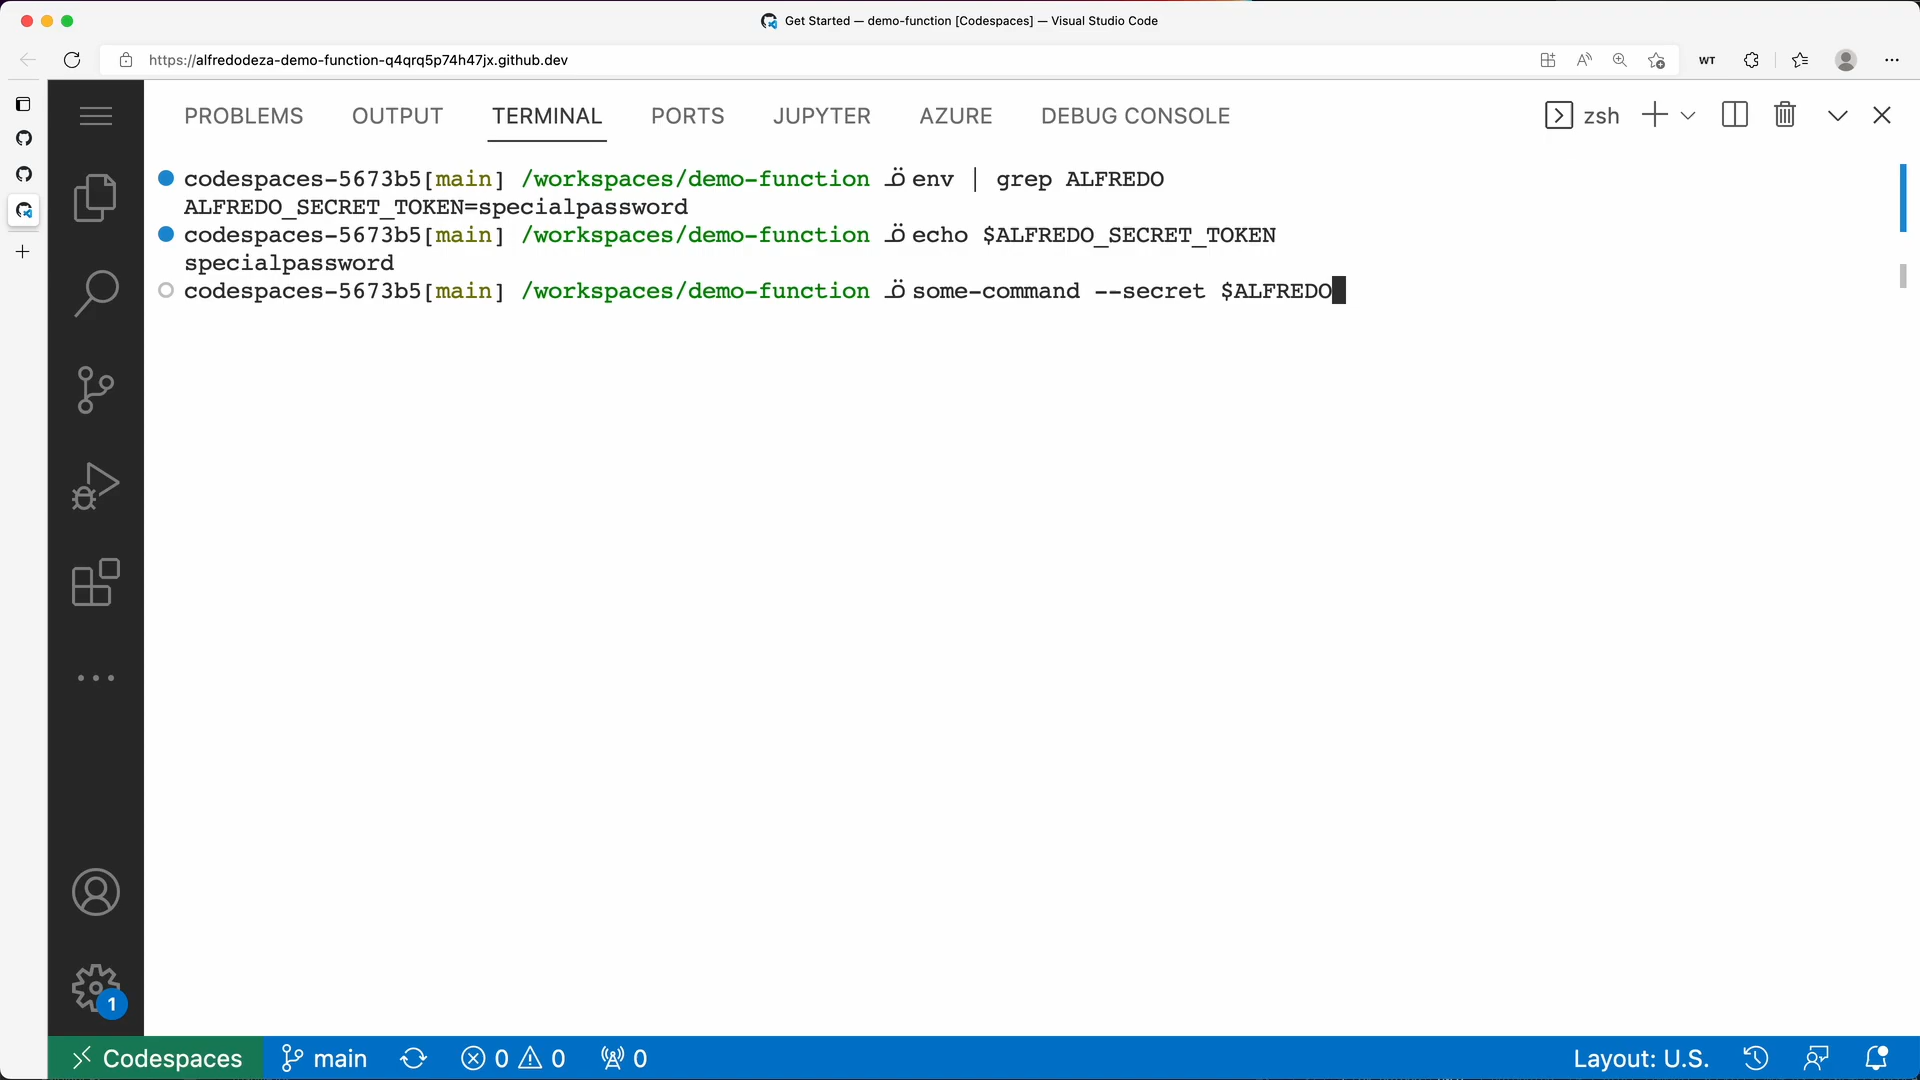 Get Started — demo-function [Codespaces] — Visual Studio Code
https://alfredodeza-demo-function-q4qrq5p74h47jx.github.dev
WT
PROBLEMS OUTPUT TERMINAL PORTS JUPYTER AZURE DEBUG CONSOLE zsh
codespaces-5673b5[main] /workspaces/demo-function env | grep ALFREDO
ALFREDO_SECRET_TOKEN=specialpassword
codespaces-5673b5[main] /workspaces/demo-function echo $ALFREDO_SECRET_TOKEN
specialpassword
codespaces-5673b5[main] /workspaces/demo-function some-command --secret $ALFREDO
1
Codespaces main 0 0 0 Layout: U.S.